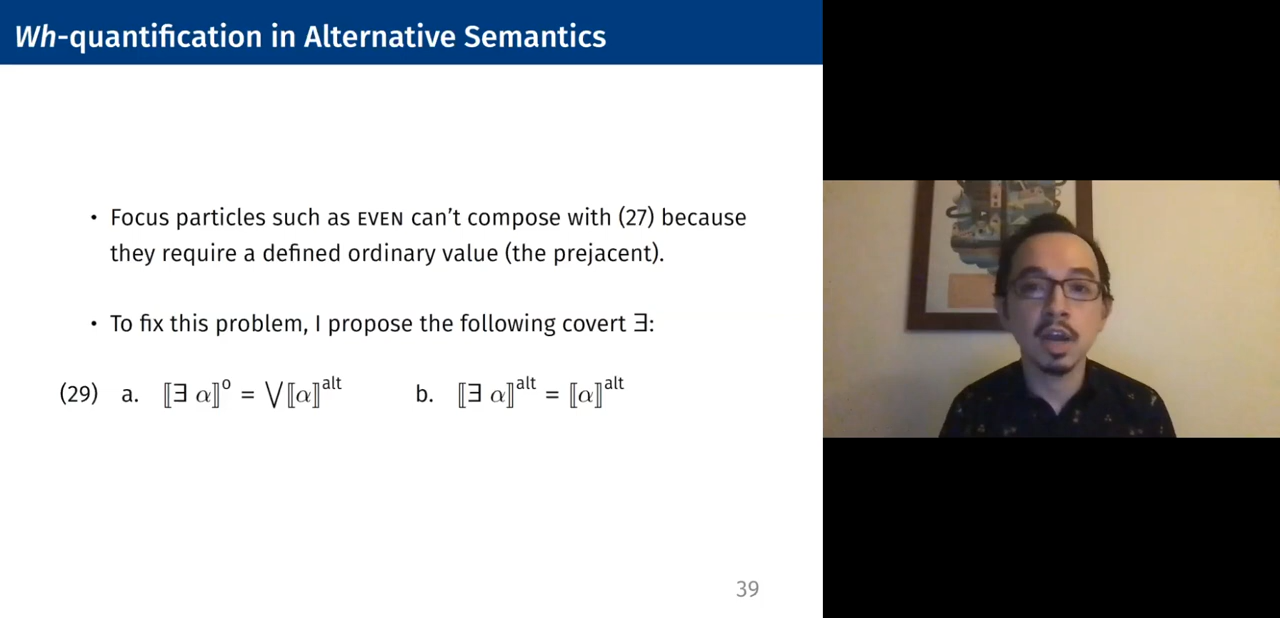 Wh-quantification in Alternative Semantics
• Focus particles such as EVEN can’t compose with (27) because
they require a defined ordinary value (the prejacent).
• To fix this problem, I propose the following covert ∃:
(29) a. ⟦∃ α⟧ᵒ = ⋁⟦α⟧ᵃˡᵗ b. ⟦∃ α⟧ᵃˡᵗ = ⟦α⟧ᵃˡᵗ
39